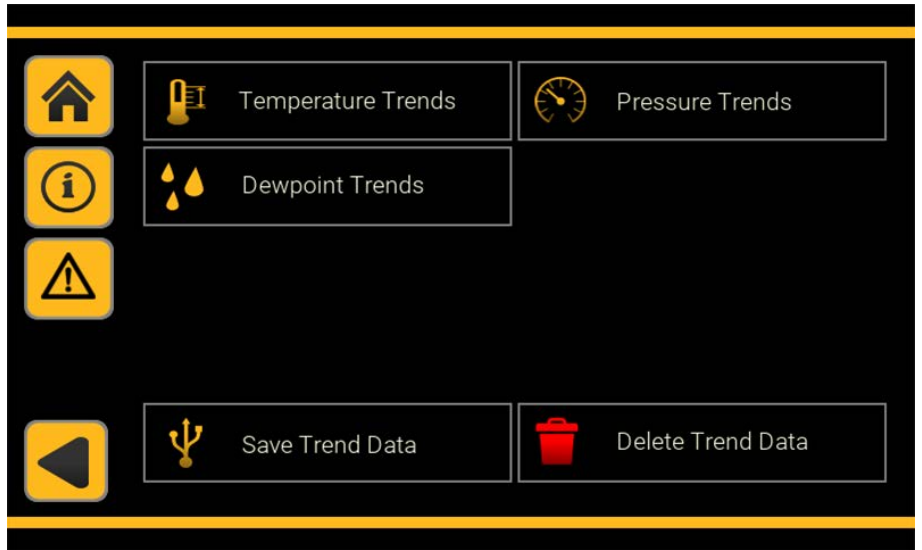 Temperature Trends
Pressure Trends
Dewpoint Trends
Save Trend Data
Delete Trend Data